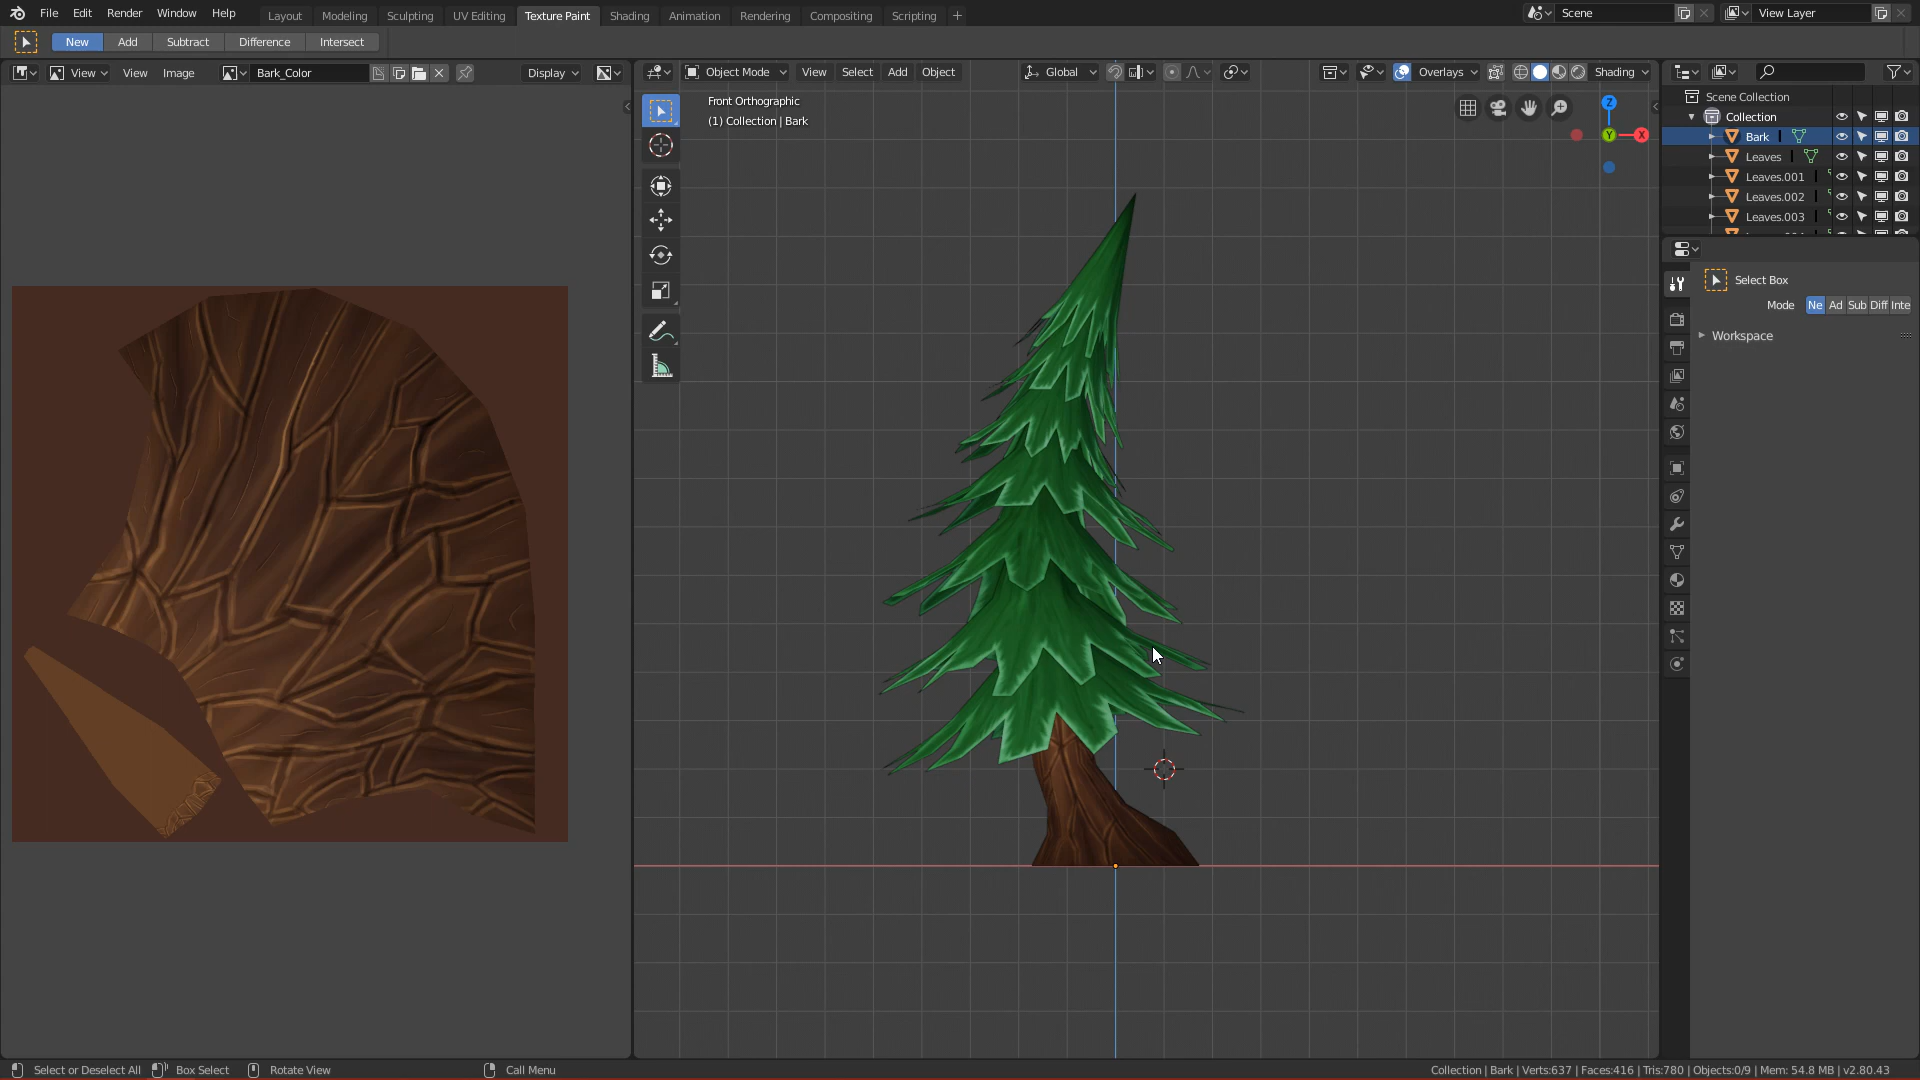 File Edit Render Window Help Layout Modeling Sculpting UV Editing Texture Paint Shading Animation Rendering Compositing Scripting + Scene View Layer
New Add Subtract Difference Intersect
View View Image Bark_Color Display
Object Mode View Select Add Object Global Overlays Shading
Front Orthographic
(1) Collection | Bark
Z
Y
X
Scene Collection
Collection
Bark
Leaves
Leaves.001
Leaves.002
Leaves.003
Select Box
Mode Ne Ad Sub Diff Inte
Workspace
Select or Deselect All Box Select Rotate View Call Menu Collection | Bark | Verts:637 | Faces:416 | Tris:780 | Objects:0/9 | Mem: 54.8 MB | v2.80.43